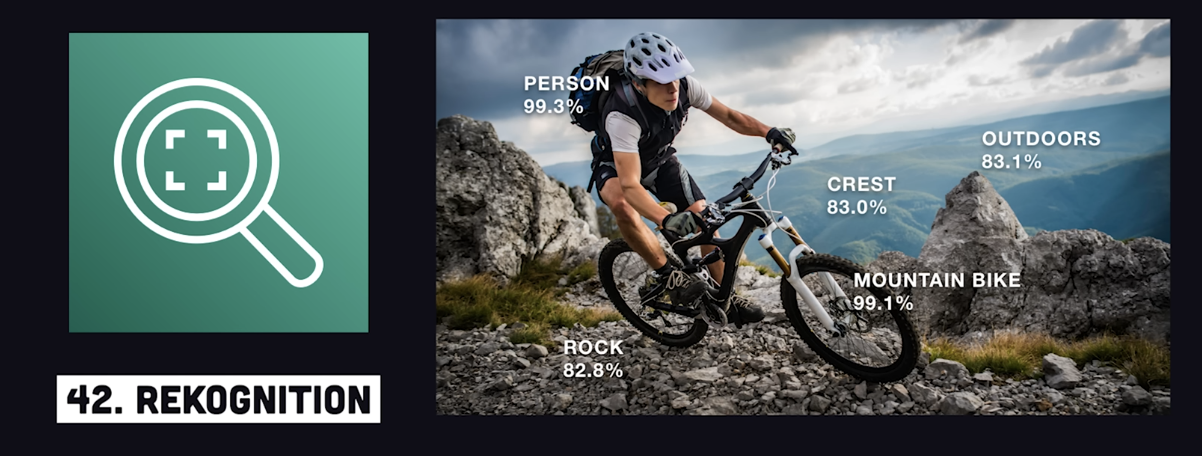 42. REKOGNITION
PERSON
99.3%
OUTDOORS
83.1%
CREST
83.0%
MOUNTAIN BIKE
99.1%
ROCK
82.8%